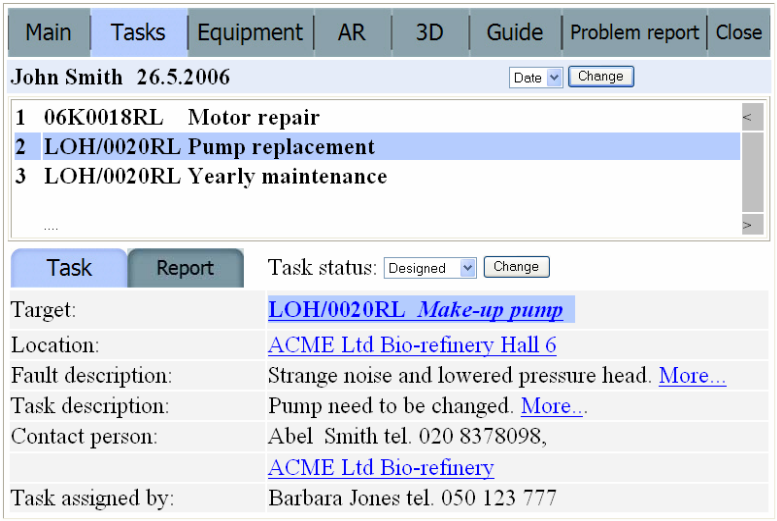 Main Tasks Equipment AR 3D Guide Problem report Close
John Smith 26.5.2006 Date Change
1 06K0018RL Motor repair <
2 LOH/0020RL Pump replacement
3 LOH/0020RL Yearly maintenance
.... >
Task Report Task status: Designed Change
Target: LOH/0020RL Make-up pump
Location: ACME Ltd Bio-refinery Hall 6
Fault description: Strange noise and lowered pressure head. More...
Task description: Pump need to be changed. More...
Contact person: Abel Smith tel. 020 8378098,
ACME Ltd Bio-refinery
Task assigned by: Barbara Jones tel. 050 123 777